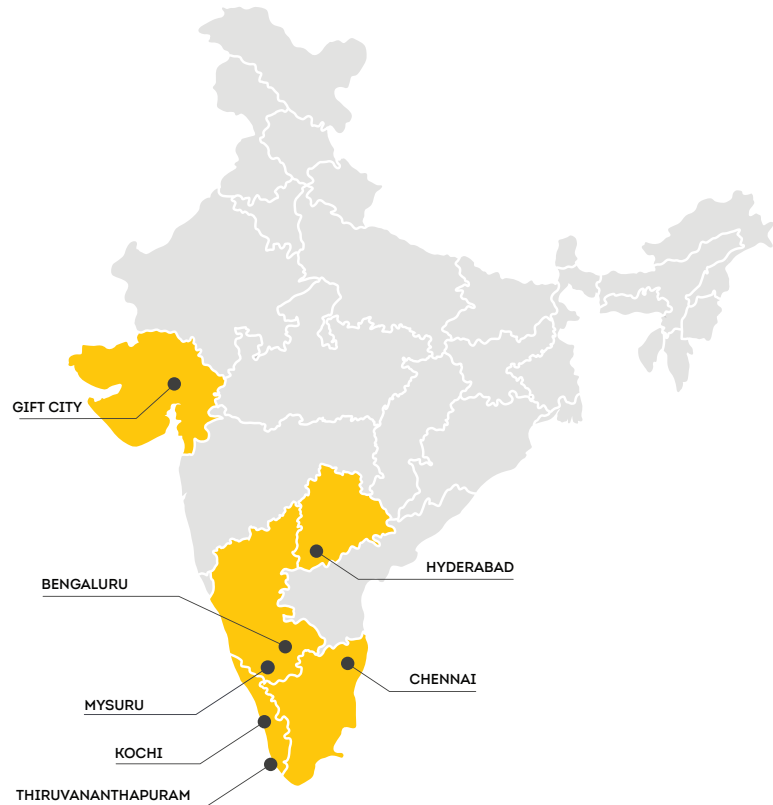 GIFT CITY
HYDERABAD
BENGALURU
CHENNAI
MYSURU
KOCHI
THIRUVANANTHAPURAM